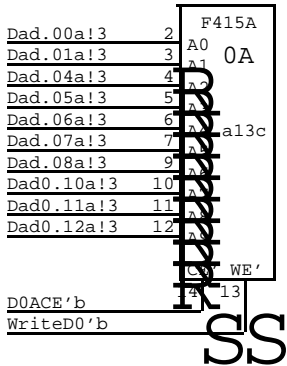 F415A
Dad.00a!3 2 A0 0A
Dad.01a!3 3 A1
Dad.04a!3 4 A2
Dad.05a!3 5
Dad.06a!3 6 a13c
Dad.07a!3 7
Dad.08a!3 9
Dad0.10a!3 10
Dad0.11a!3 11
Dad0.12a!3 12
WE'
14 13
D0ACE'b
WriteD0'b
SS